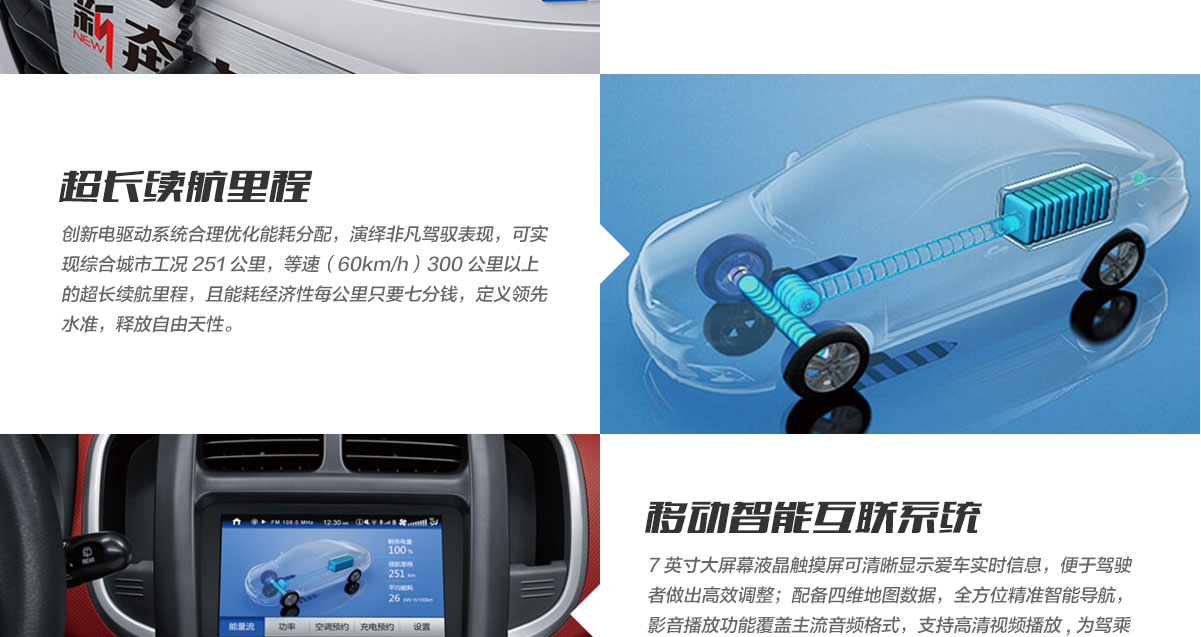 新奔
NEW
超长续航里程
创新电驱动系统合理优化能耗分配，演绎非凡驾驭表现，可实
现综合城市工况 251 公里，等速（60km/h）300 公里以上
的超长续航里程，且能耗经济性每公里只要七分钱，定义领先
水准，释放自由天性。
FM 108.0 MHz 12:30 AM
剩余电量
100 %
续航里程
251 km
平均能耗
26 kW·h/100km
能量流 功率 空调预约 充电预约 设置
REAR
移动智能互联系统
7 英寸大屏幕液晶触摸屏可清晰显示爱车实时信息，便于驾驶
者做出高效调整；配备四维地图数据，全方位精准智能导航，
影音播放功能覆盖主流音频格式，支持高清视频播放 , 为驾乘